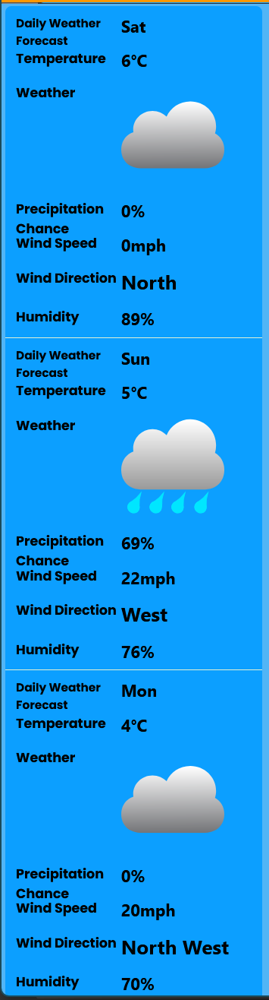 Daily Weather Sat
Forecast
Temperature 6°C
Weather
Precipitation 0%
Chance
Wind Speed 0mph
Wind Direction North
Humidity 89%
Daily Weather Sun
Forecast
Temperature 5°C
Weather
Precipitation 69%
Chance
Wind Speed 22mph
Wind Direction West
Humidity 76%
Daily Weather Mon
Forecast
Temperature 4°C
Weather
Precipitation 0%
Chance
Wind Speed 20mph
Wind Direction North West
Humidity 70%